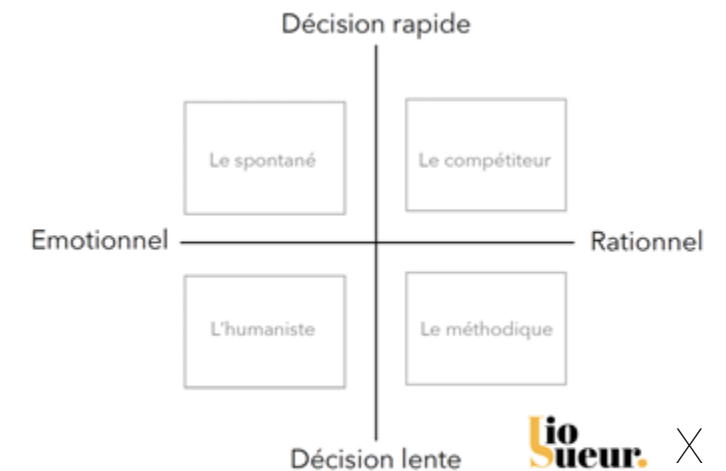 Décision rapide
Le spontané
Le compétiteur
Emotionnel
Rationnel
L'humaniste
Le méthodique
Lio
Sueur.
X
Décision lente